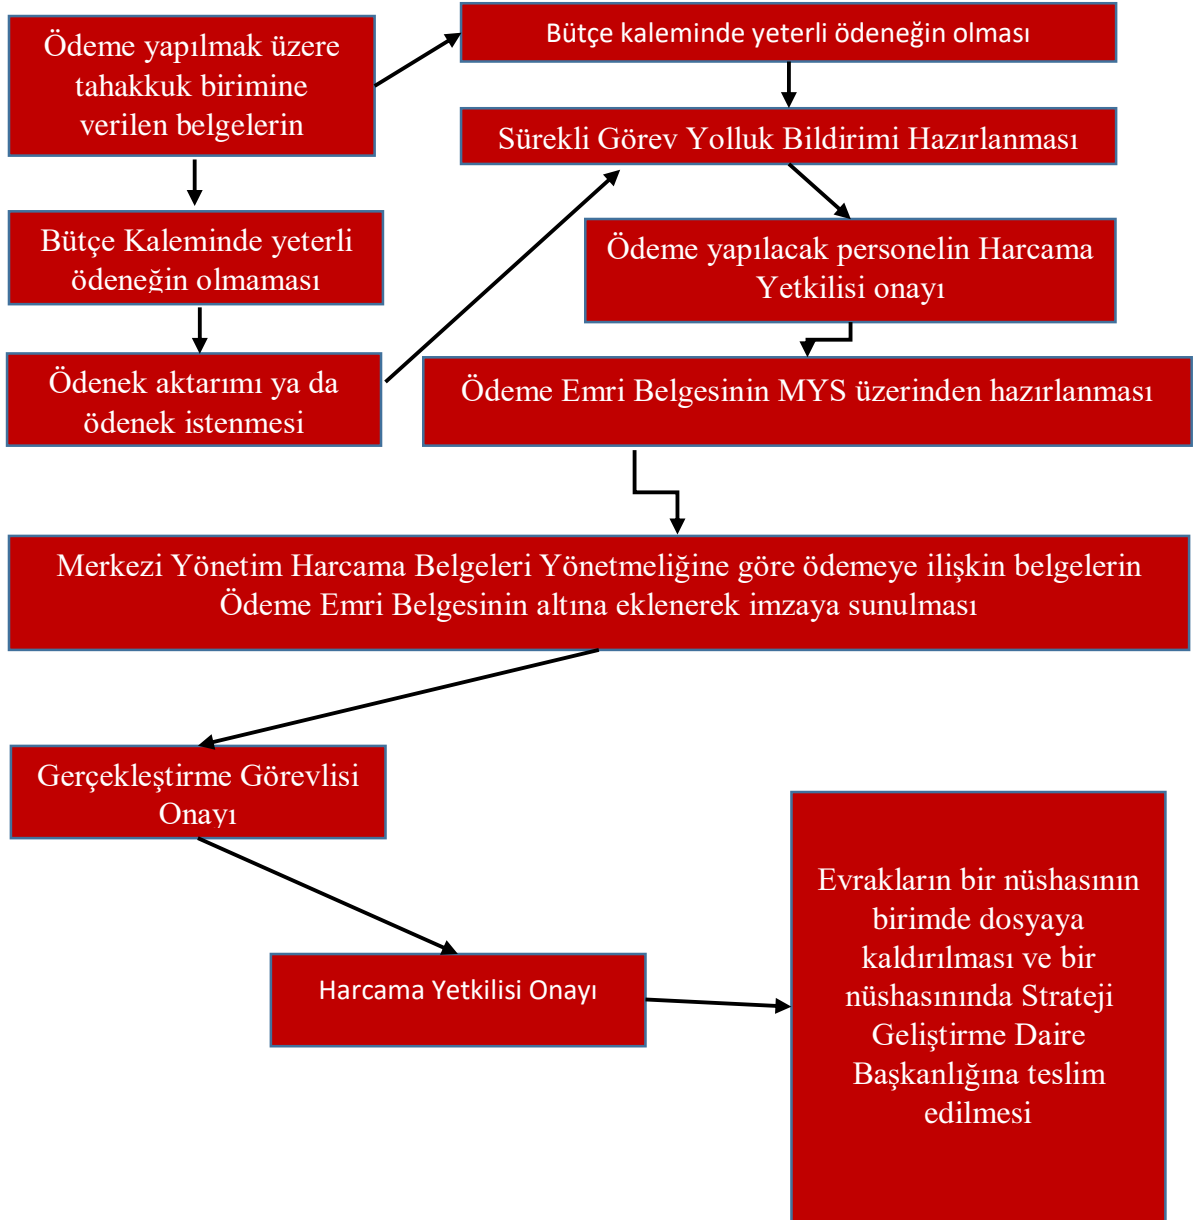 Ödeme yapılmak üzere
tahakkuk birimine
verilen belgelerin
Bütçe kaleminde yeterli ödeneğin olması
Sürekli Görev Yolluk Bildirimi Hazırlanması
Bütçe Kaleminde yeterli
ödeneğin olmaması
Ödeme yapılacak personelin Harcama
Yetkilisi onayı
Ödenek aktarımı ya da
ödenek istenmesi
Ödeme Emri Belgesinin MYS üzerinden hazırlanması
Merkezi Yönetim Harcama Belgeleri Yönetmeliğine göre ödemeye ilişkin belgelerin
Ödeme Emri Belgesinin altına eklenerek imzaya sunulması
Gerçekleştirme Görevlisi
Onayı
Harcama Yetkilisi Onayı
Evrakların bir nüshasının
birimde dosyaya
kaldırılması ve bir
nüshasınında Strateji
Geliştirme Daire
Başkanlığına teslim
edilmesi